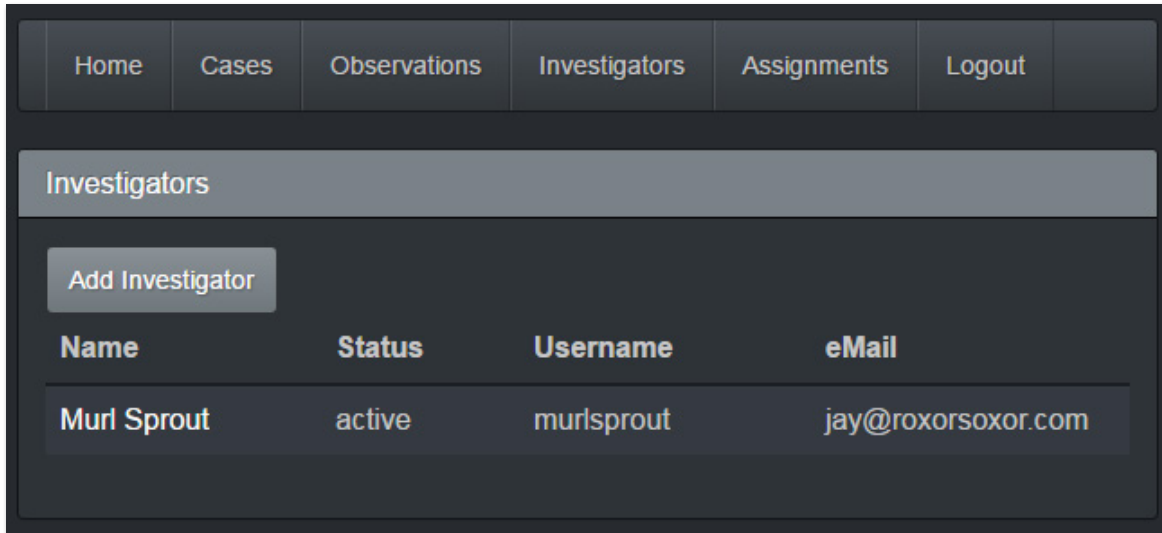 Home Cases Observations Investigators Assignments Logout
Investigators
Add Investigator
Name Status Username eMail
Murl Sprout active murlsprout jay@roxorsoxor.com